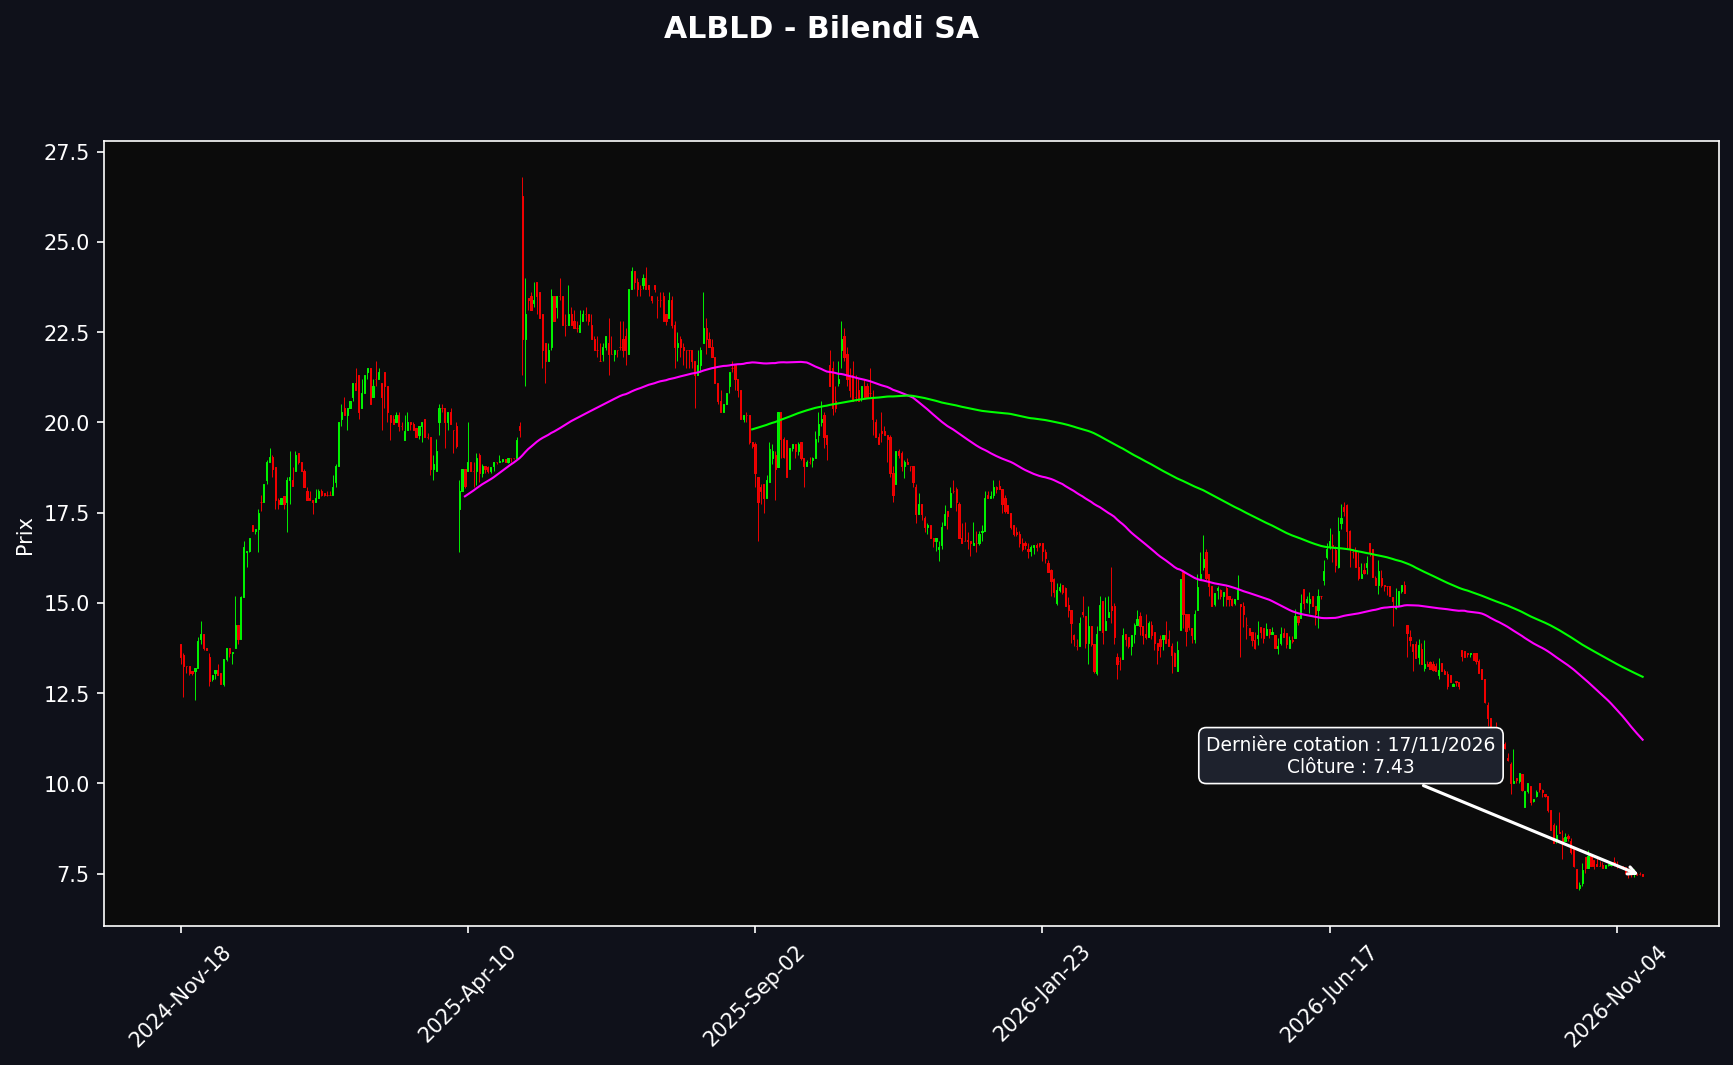 ALBLD - Bilendi SA
27.5
25.0
22.5
20.0
17.5
15.0
12.5
10.0
7.5
Prix
Dernière cotation : 17/11/2026
Clôture : 7.43
2024-Nov-18
2025-Apr-10
2025-Sep-02
2026-Jan-23
2026-Jun-17
2026-Nov-04